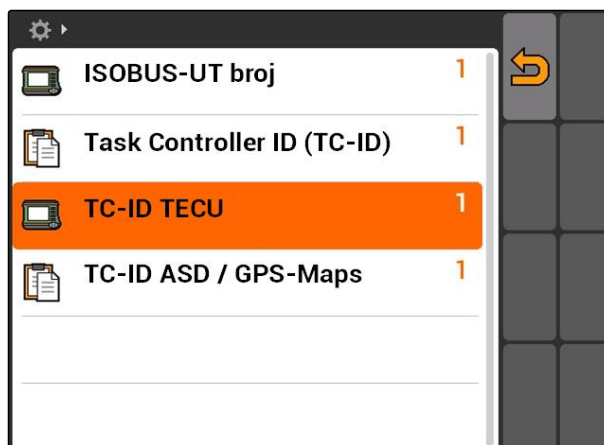 ISOBUS-UT broj 1
Task Controller ID (TC-ID) 1
TC-ID TECU 1
TC-ID ASD / GPS-Maps 1